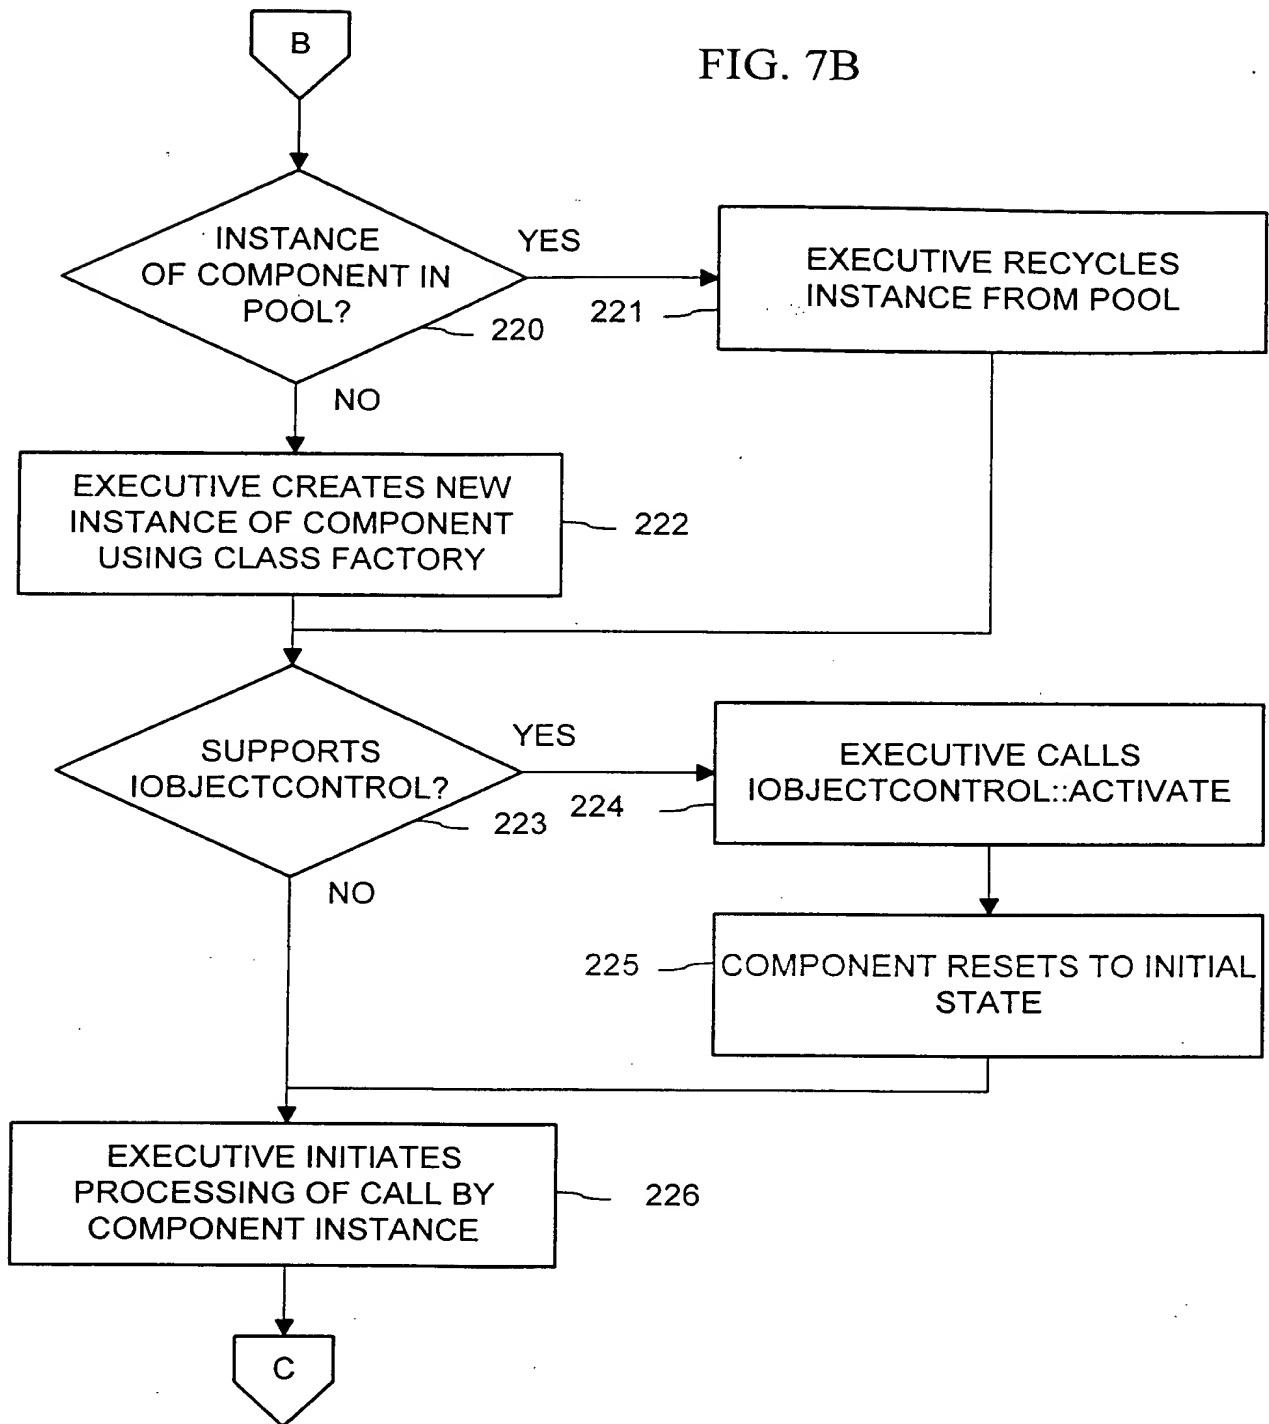 B
FIG. 7B
INSTANCE
OF COMPONENT IN
POOL?
220
YES
EXECUTIVE RECYCLES
INSTANCE FROM POOL
221
NO
EXECUTIVE CREATES NEW
INSTANCE OF COMPONENT
USING CLASS FACTORY
222
SUPPORTS
IOBJECTCONTROL?
223
YES
EXECUTIVE CALLS
IOBJECTCONTROL::ACTIVATE
224
NO
225
COMPONENT RESETS TO INITIAL
STATE
EXECUTIVE INITIATES
PROCESSING OF CALL BY
COMPONENT INSTANCE
226
C